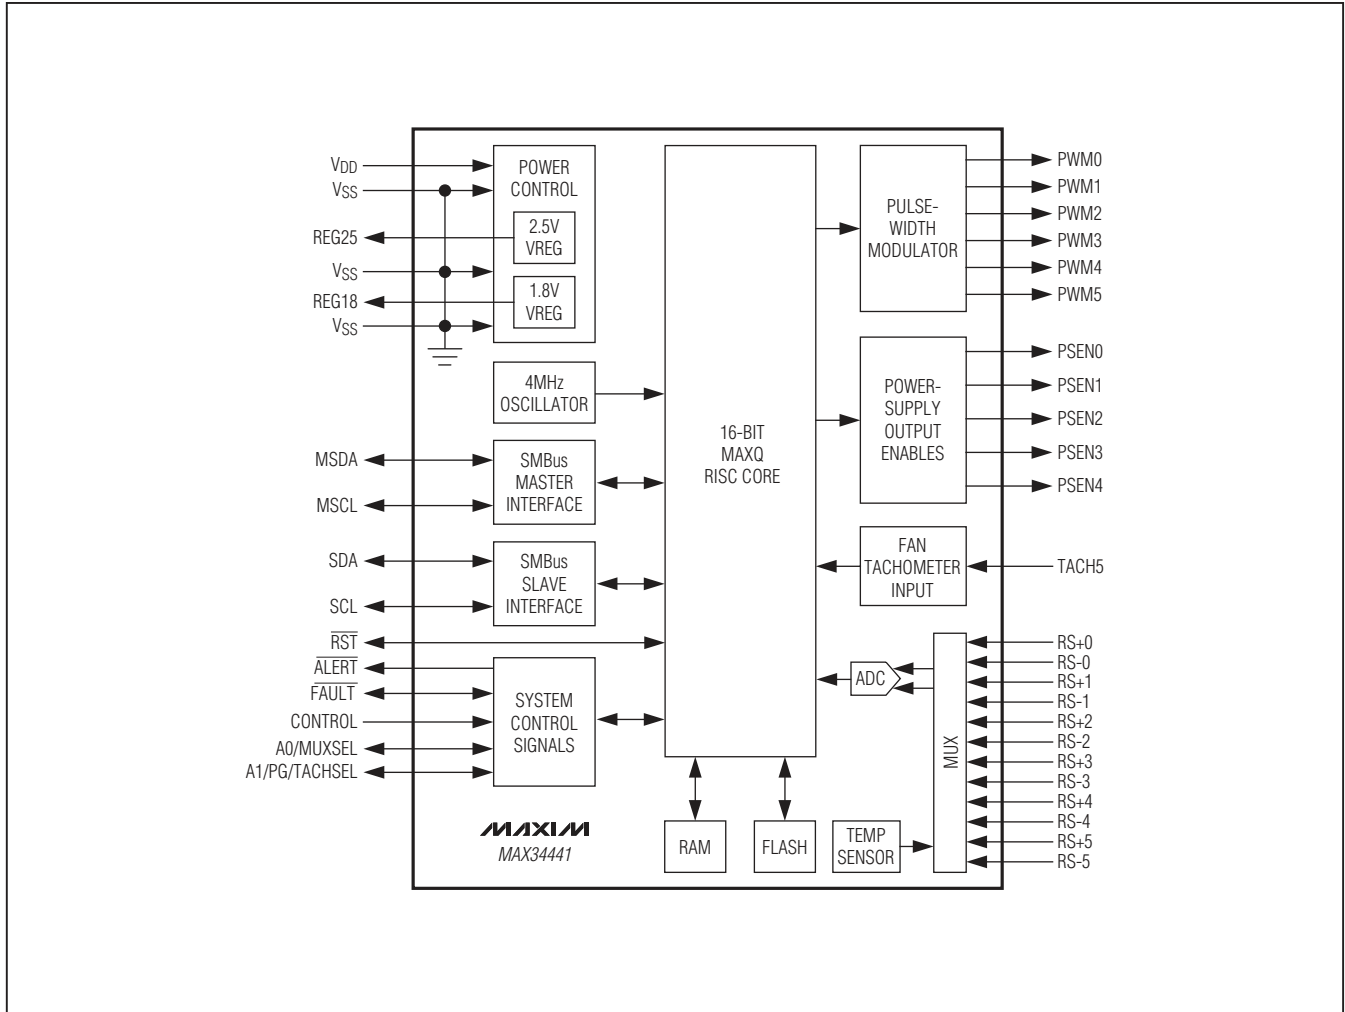 VDD
VSS
REG25
VSS
REG18
VSS
POWER
CONTROL
2.5V
VREG
1.8V
VREG
4MHz
OSCILLATOR
MSDA
MSCL
SMBus
MASTER
INTERFACE
SDA
SCL
SMBus
SLAVE
INTERFACE
RST
ALERT
FAULT
CONTROL
A0/MUXSEL
A1/PG/TACHSEL
SYSTEM
CONTROL
SIGNALS
MAXIM
MAX34441
16-BIT
MAXQ
RISC CORE
RAM
FLASH
PULSE-
WIDTH
MODULATOR
PWM0
PWM1
PWM2
PWM3
PWM4
PWM5
POWER-
SUPPLY
OUTPUT
ENABLES
PSEN0
PSEN1
PSEN2
PSEN3
PSEN4
FAN
TACHOMETER
INPUT
TACH5
ADC
MUX
TEMP
SENSOR
RS+0
RS-0
RS+1
RS-1
RS+2
RS-2
RS+3
RS-3
RS+4
RS-4
RS+5
RS-5